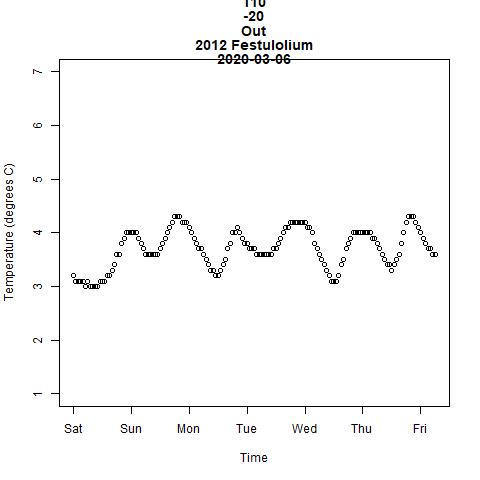 110
-20
Out
2012 Festulolium
2020-03-06
7
6
5
4
3
2
1
Temperature (degrees C)
Sat Sun Mon Tue Wed Thu Fri
Time